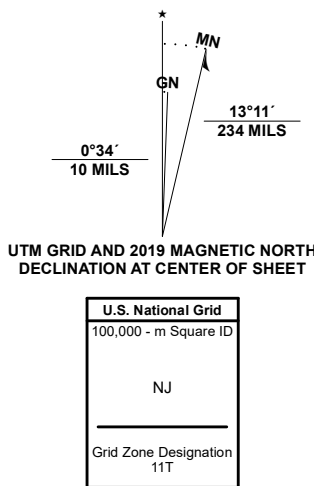 ★
MN
GN
13°11´
234 MILS
0°34´
10 MILS
UTM GRID AND 2019 MAGNETIC NORTH
DECLINATION AT CENTER OF SHEET
U.S. National Grid
100,000 - m Square ID
NJ
Grid Zone Designation
11T